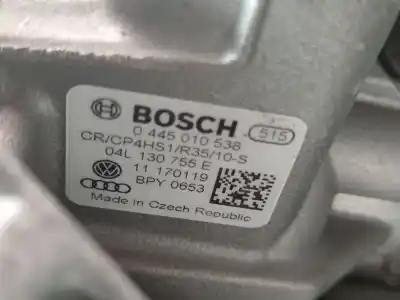 BOSCH
0 445 010 538
515
CR/CP4HS1/R35/10-S
04L 130 755 E
11 170119
BPY 0653
Made in Czech Republic